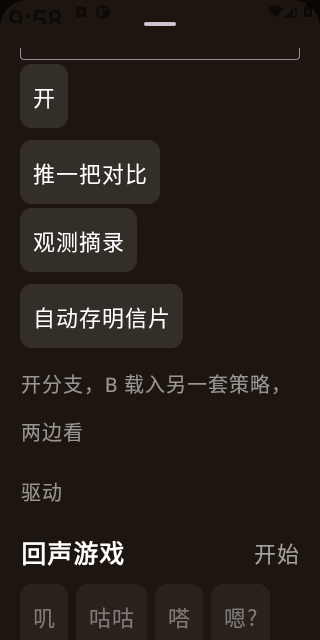 9:58
开
推一把对比
观测摘录
自动存明信片
开分支，B 载入另一套策略，
两边看
驱动
回声游戏 开始
叽 咕咕 嗒 嗯?